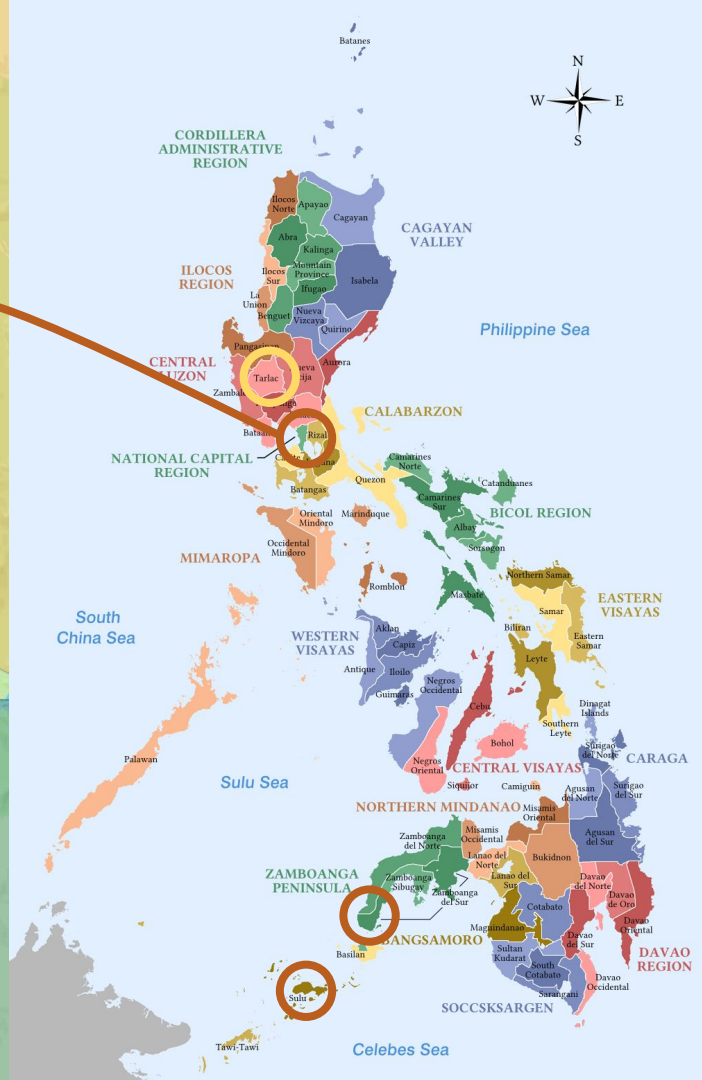 Batanes
N
W
E
S
CORDILLERA
ADMINISTRATIVE
REGION
Ilocos
Norte
Apayao
Cagayan
CAGAYAN
VALLEY
Abra
Kalinga
ILOCOS
REGION
Ilocos
Sur
Mountain
Province
Ifugao
Isabela
La
Union
Benguet
Nueva
Vizcaya
Quirino
Philippine Sea
Pangasinan
CENTRAL
LUZON
Tarlac
Aurora
Bataan
Rizal
CALABARZON
NATIONAL CAPITAL
REGION
Quezon
Batangas
Camarines
Norte
Camarines
Sur
Catanduanes
BICOL REGION
Albay
Sorsogon
Masbate
Oriental
Mindoro
Marinduque
Occidental
Mindoro
MIMAROPA
Romblon
South
China Sea
Palawan
Northern Samar
Samar
EASTERN
VISAYAS
Biliran
Eastern
Samar
Leyte
Southern
Leyte
WESTERN
VISAYAS
Aklan
Capiz
Antique
Iloilo
Guimaras
Negros
Occidental
Cebu
Negros
Oriental
Bohol
CENTRAL VISAYAS
Siquijor
Dinagat
Islands
Surigao
del Norte
CARAGA
Agusan
del Norte
Surigao
del Sur
Agusan
del Sur
Sulu Sea
NORTHERN MINDANAO
Camiguin
Misamis
Oriental
Misamis
Occidental
Lanao del
Norte
Bukidnon
Zamboanga
del Norte
ZAMBOANGA
PENINSULA
Zamboanga
Sibugay
Zamboanga
del Sur
Lanao del
Sur
BANGSAMORO
Maguindanao
Cotabato
Davao
del Norte
Davao
de Oro
Davao
Oriental
Davao
del Sur
DAVAO
REGION
Davao
Occidental
Sultan
Kudarat
South
Cotabato
Sarangani
SOCCSKSARGEN
Basilan
Sulu
Tawi-Tawi
Celebes Sea